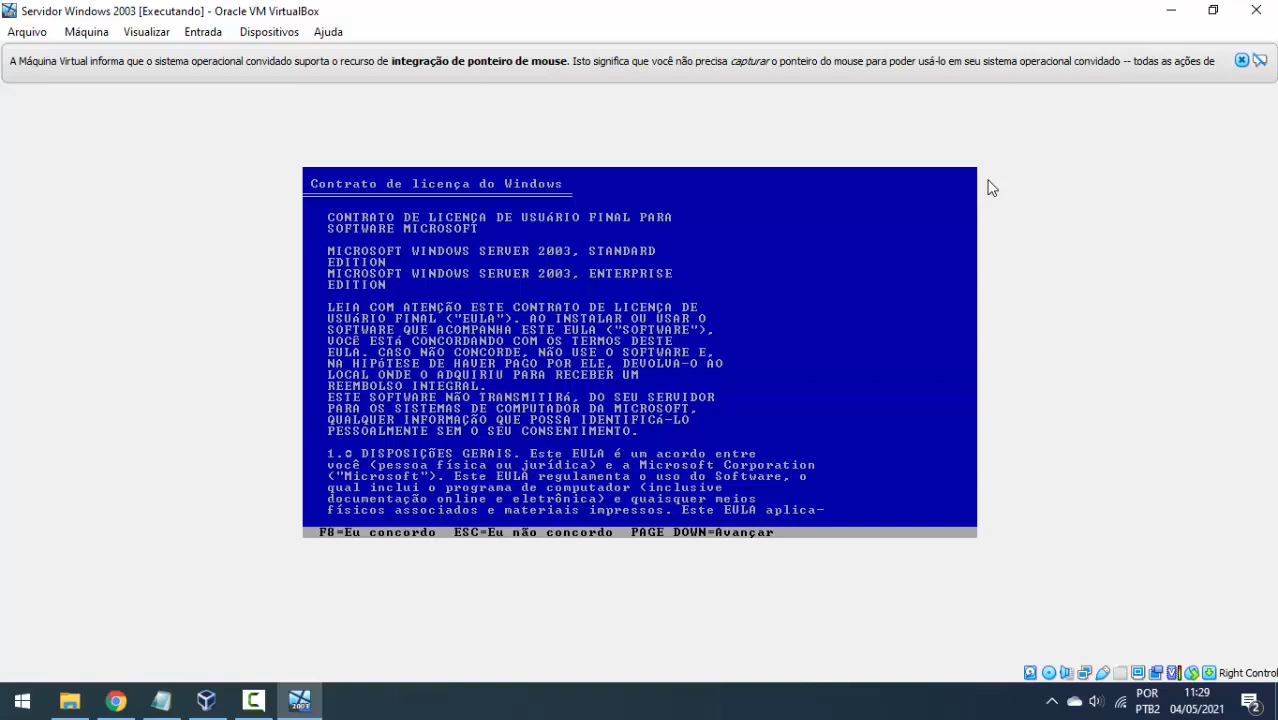 Servidor Windows 2003 [Executando] - Oracle VM VirtualBox
Arquivo Máquina Visualizar Entrada Dispositivos Ajuda
A Máquina Virtual informa que o sistema operacional convidado suporta o recurso de integração de ponteiro de mouse. Isto significa que você não precisa capturar o ponteiro do mouse para poder usá-lo em seu sistema operacional convidado -- todas as ações de
Contrato de licença do Windows
CONTRATO DE LICENÇA DE USUáRIO FINAL PARA
SOFTWARE MICROSOFT
MICROSOFT WINDOWS SERVER 2003, STANDARD
EDITION
MICROSOFT WINDOWS SERVER 2003, ENTERPRISE
EDITION
LEIA COM ATENÇãO ESTE CONTRATO DE LICENÇA DE
USUáRIO FINAL ("EULA"). AO INSTALAR OU USAR O
SOFTWARE QUE ACOMPANHA ESTE EULA ("SOFTWARE"),
VOCÊ ESTá CONCORDANDO COM OS TERMOS DESTE
EULA. CASO NãO CONCORDE, NãO USE O SOFTWARE E,
NA HIPóTESE DE HAVER PAGO POR ELE, DEVOLVA-O AO
LOCAL ONDE O ADQUIRIU PARA RECEBER UM
REEMBOLSO INTEGRAL.
ESTE SOFTWARE NãO TRANSMITIRá, DO SEU SERVIDOR
PARA OS SISTEMAS DE COMPUTADOR DA MICROSOFT,
QUALQUER INFORMAÇãO QUE POSSA IDENTIFICá-LO
PESSOALMENTE SEM O SEU CONSENTIMENTO.
1.0 DISPOSIÇõES GERAIS. Este EULA é um acordo entre
você (pessoa física ou jurídica) e a Microsoft Corporation
("Microsoft"). Este EULA regulamenta o uso do Software, o
qual inclui o programa de computador (inclusive
documentação online e eletrônica) e quaisquer meios
físicos associados e materiais impressos. Este EULA aplica-
F8=Eu concordo ESC=Eu não concordo PAGE DOWN=Avançar
Right Control
2003
POR 11:29
PTB2 04/05/2021
2